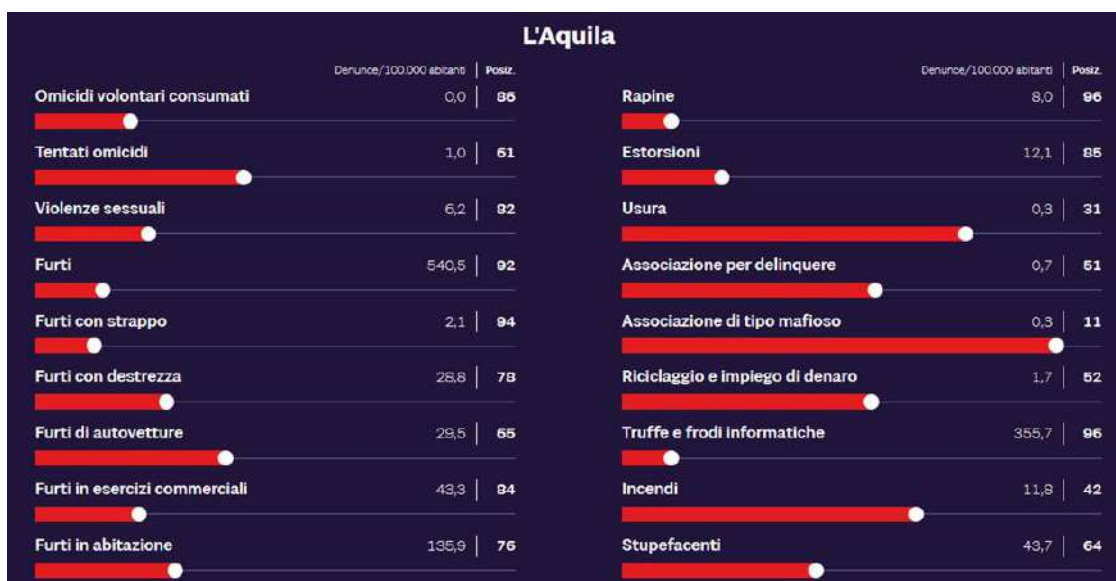 L'Aquila
Denunce/100.000 abitanti | Posiz.
Omicidi volontari consumati 0,0 | 86
Tentati omicidi 1,0 | 61
Violenze sessuali 6,2 | 82
Furti 540,5 | 92
Furti con strappo 2,1 | 94
Furti con destrezza 28,8 | 78
Furti di autovetture 29,5 | 65
Furti in esercizi commerciali 43,3 | 84
Furti in abitazione 135,9 | 76
Denunce/100.000 abitanti | Posiz.
Rapine 8,0 | 96
Estorsioni 12,1 | 85
Usura 0,3 | 31
Associazione per delinquere 0,7 | 51
Associazione di tipo mafioso 0,3 | 11
Riciclaggio e impiego di denaro 1,7 | 52
Truffe e frodi informatiche 355,7 | 96
Incendi 11,8 | 42
Stupefacenti 43,7 | 64